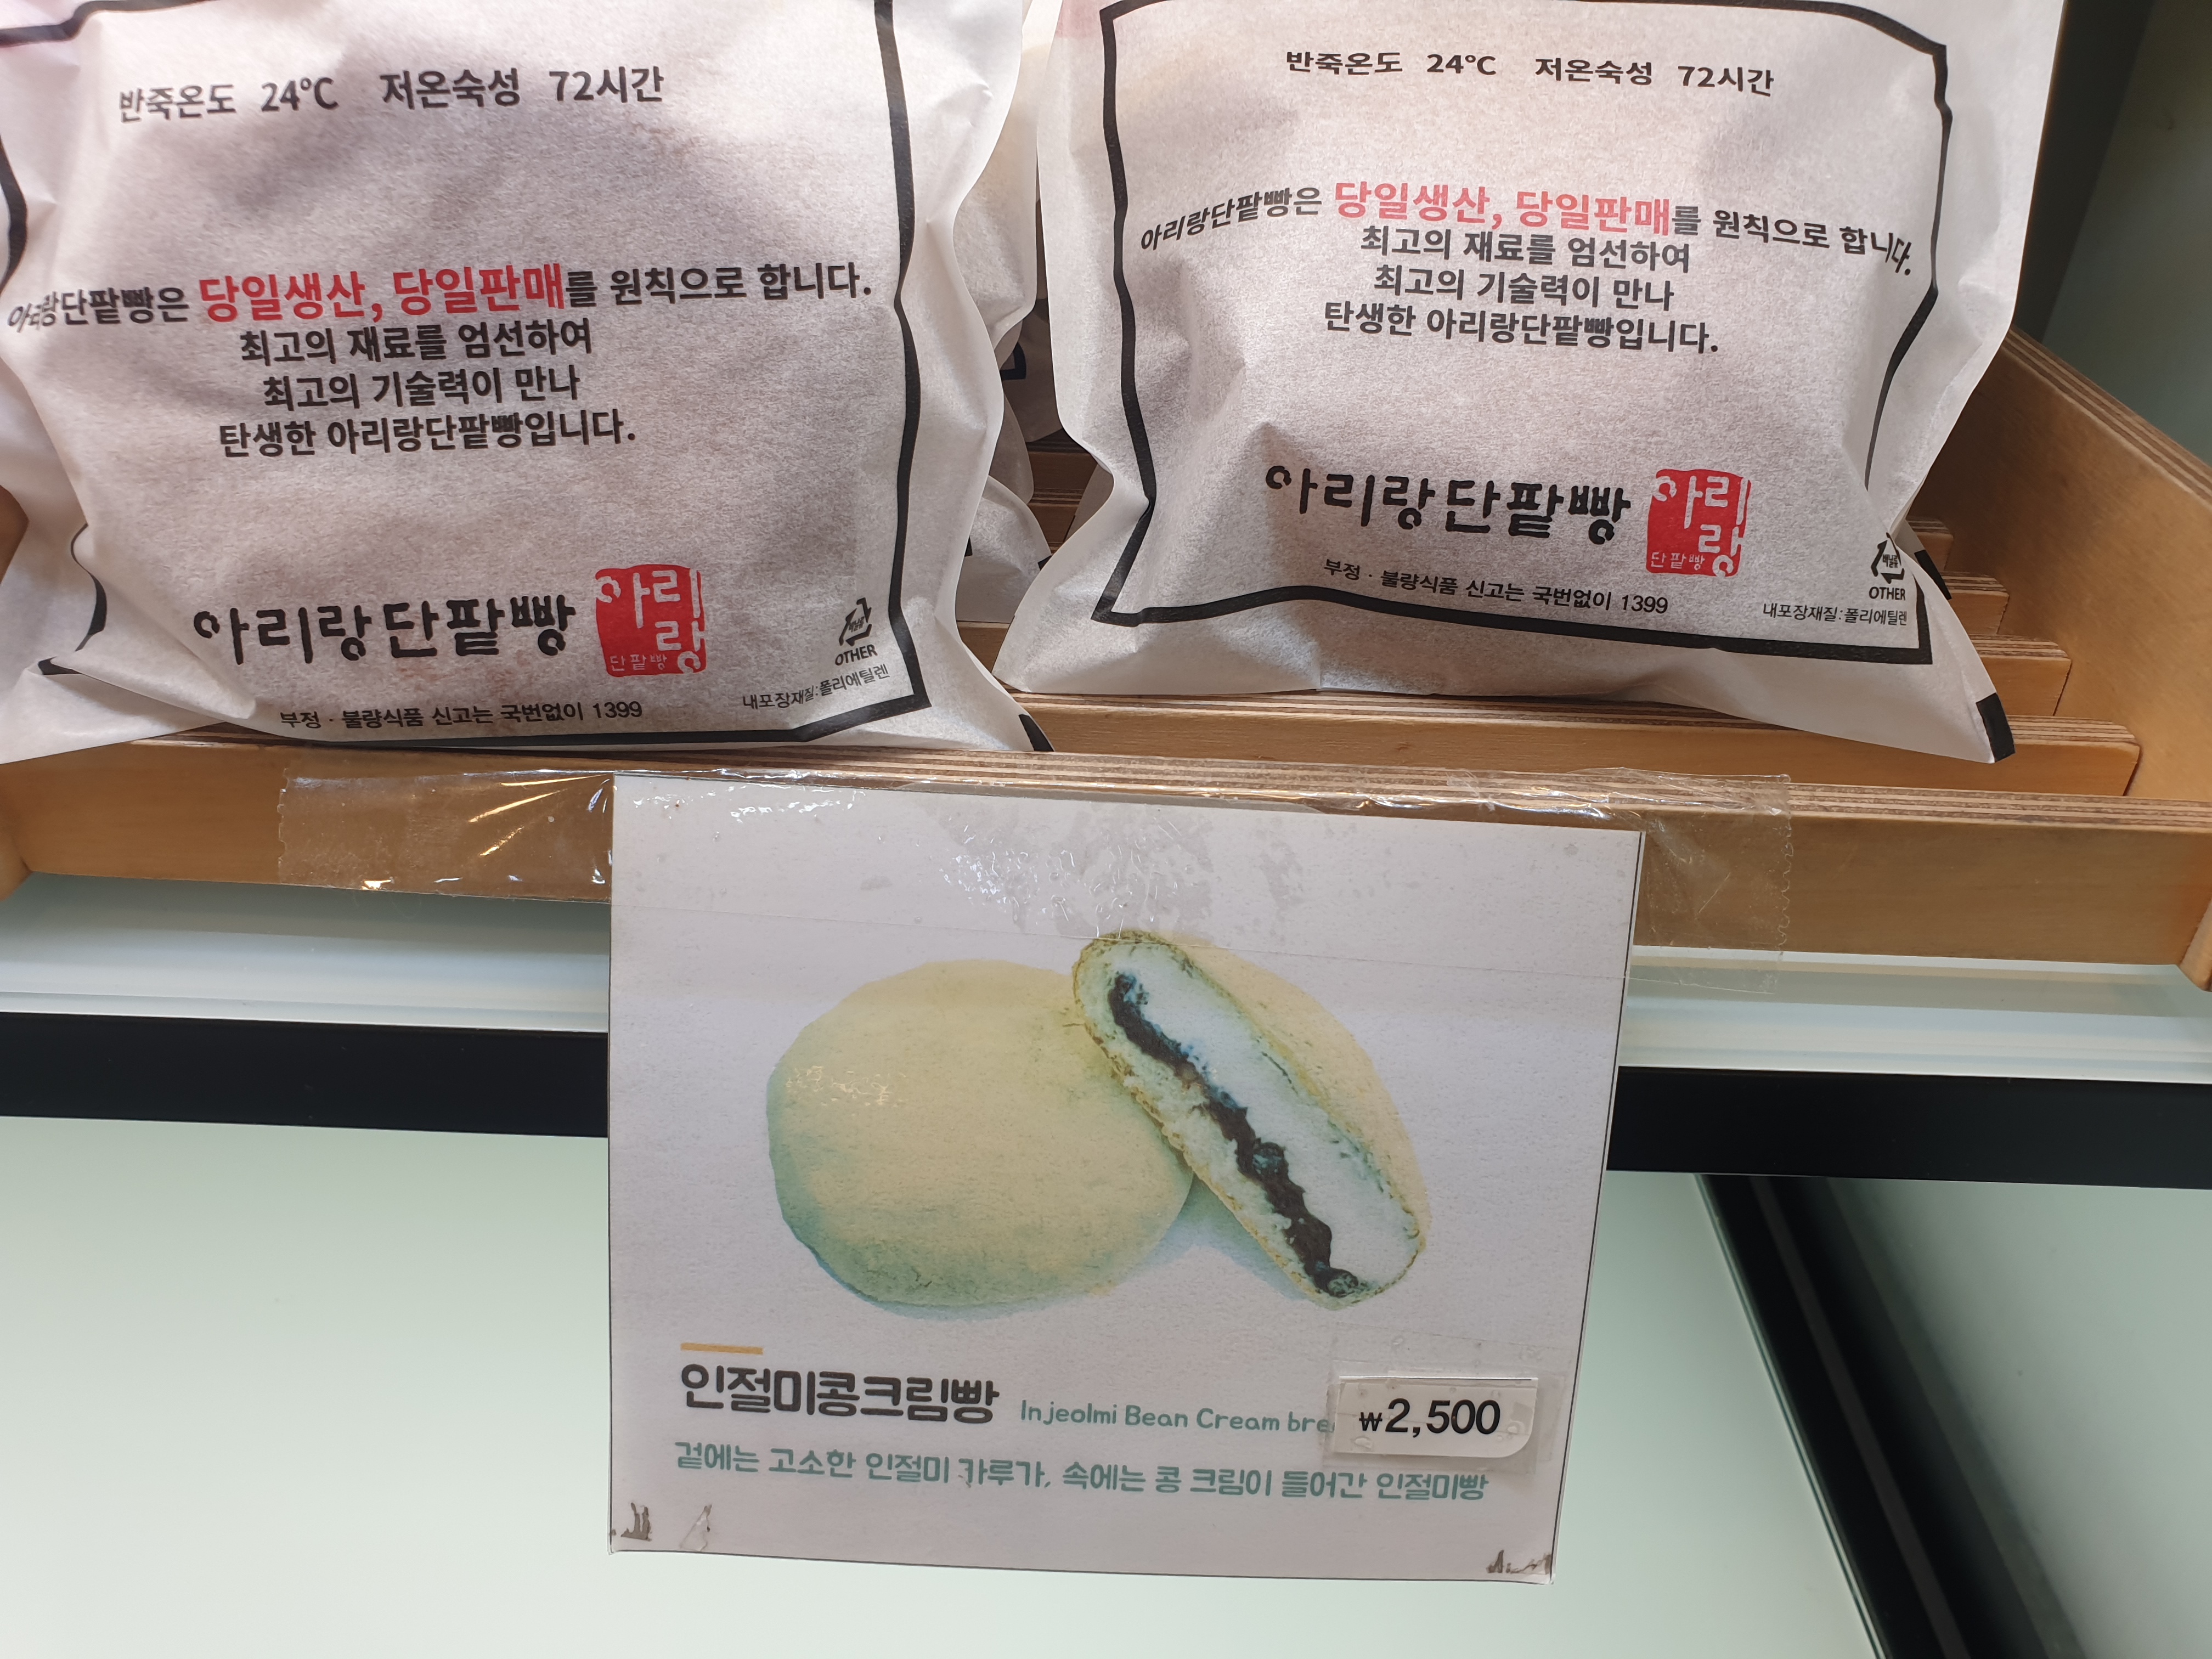 반죽온도 24℃ 저온숙성 72시간
아리랑단팥빵은 당일생산, 당일판매를 원칙으로 합니다.
최고의 재료를 엄선하여
최고의 기술력이 만나
탄생한 아리랑단팥빵입니다.
아리랑단팥빵
아리
랑
단팥빵
OTHER
부정 · 불량식품 신고는 국번없이 1399
내포장재질:폴리에틸렌
반죽온도 24℃ 저온숙성 72시간
아리랑단팥빵은 당일생산, 당일판매를 원칙으로 합니다.
최고의 재료를 엄선하여
최고의 기술력이 만나
탄생한 아리랑단팥빵입니다.
아리랑단팥빵
아리
랑
단팥빵
OTHER
부정 · 불량식품 신고는 국번없이 1399
내포장재질:폴리에틸렌
인절미콩크림빵 Injeolmi Bean Cream bre
₩2,500
겉에는 고소한 인절미 카루가, 속에는 콩 크림이 들어간 인절미빵